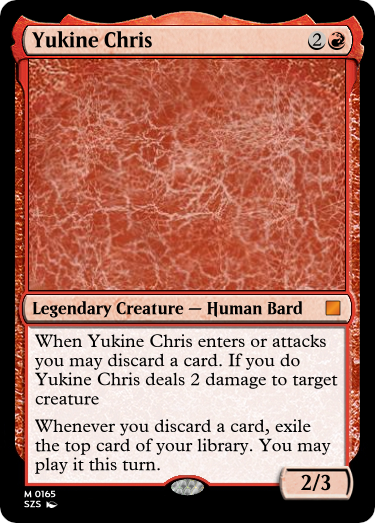 Yukine Chris 2
Legendary Creature — Human Bard
When Yukine Chris enters or attacks
you may discard a card. If you do
Yukine Chris deals 2 damage to target
creature
Whenever you discard a card, exile
the top card of your library. You may
play it this turn.
2/3
M 0165
SZS